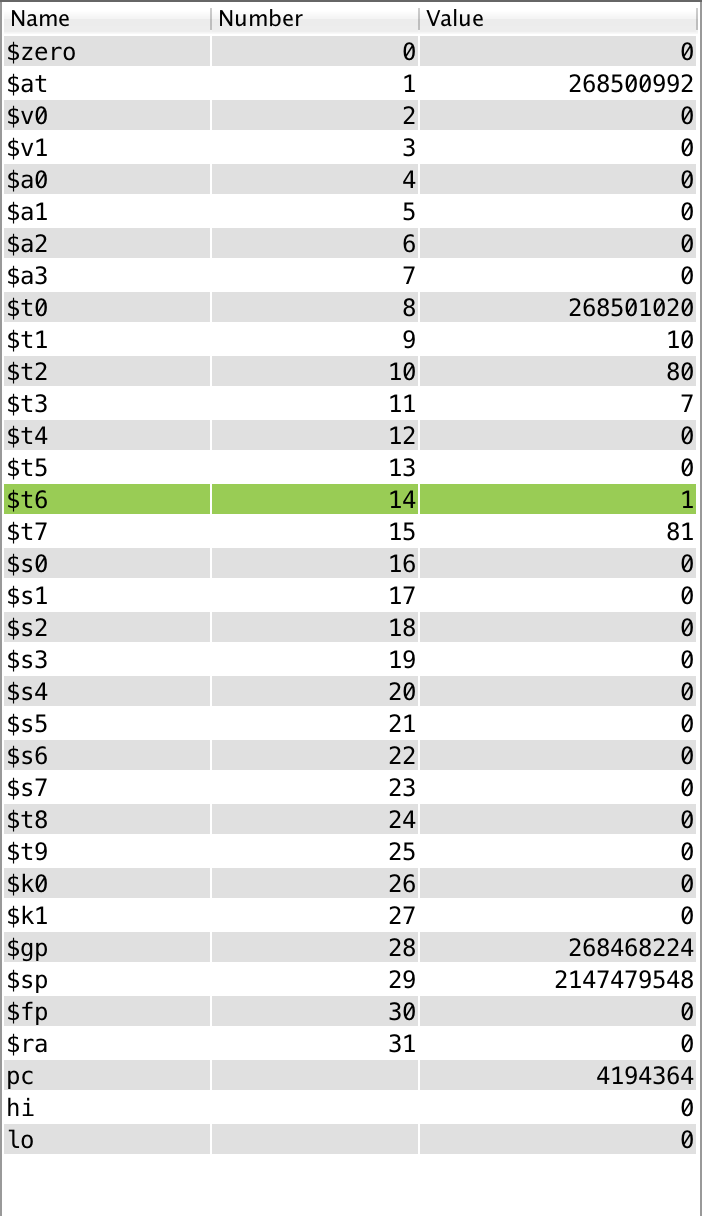 Name Number Value
$zero 0 0
$at 1 268500992
$v0 2 0
$v1 3 0
$a0 4 0
$a1 5 0
$a2 6 0
$a3 7 0
$t0 8 268501020
$t1 9 10
$t2 10 80
$t3 11 7
$t4 12 0
$t5 13 0
$t6 14 1
$t7 15 81
$s0 16 0
$s1 17 0
$s2 18 0
$s3 19 0
$s4 20 0
$s5 21 0
$s6 22 0
$s7 23 0
$t8 24 0
$t9 25 0
$k0 26 0
$k1 27 0
$gp 28 268468224
$sp 29 2147479548
$fp 30 0
$ra 31 0
pc 4194364
hi 0
lo 0